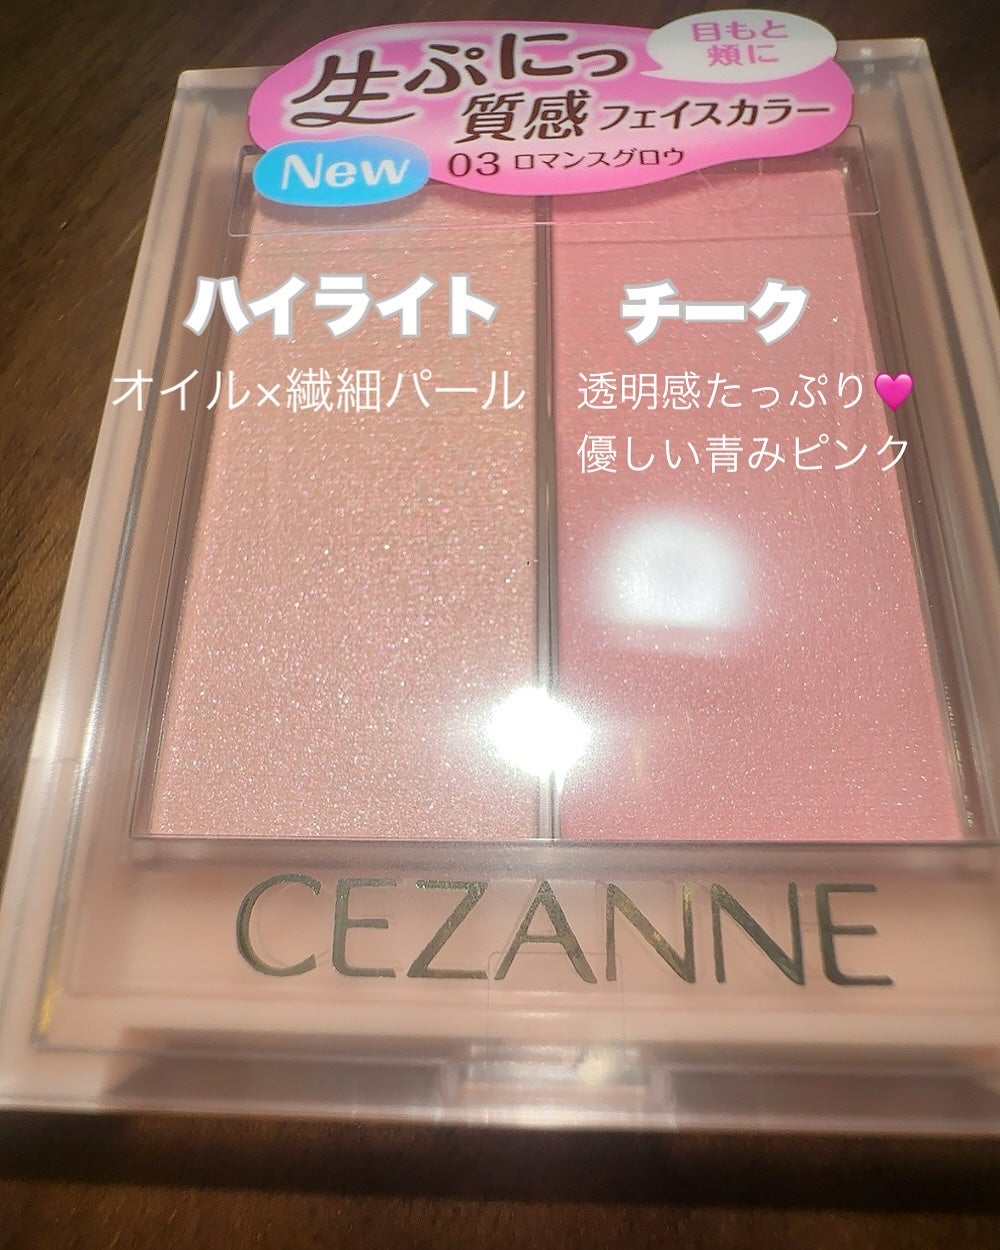 目もと
頬に
生ぷにっ
質感 フェイスカラー
New
03 ロマンスグロウ
ハイライト
オイル×繊細パール
チーク
透明感たっぷり🩷
優しい青みピンク
CEZANNE